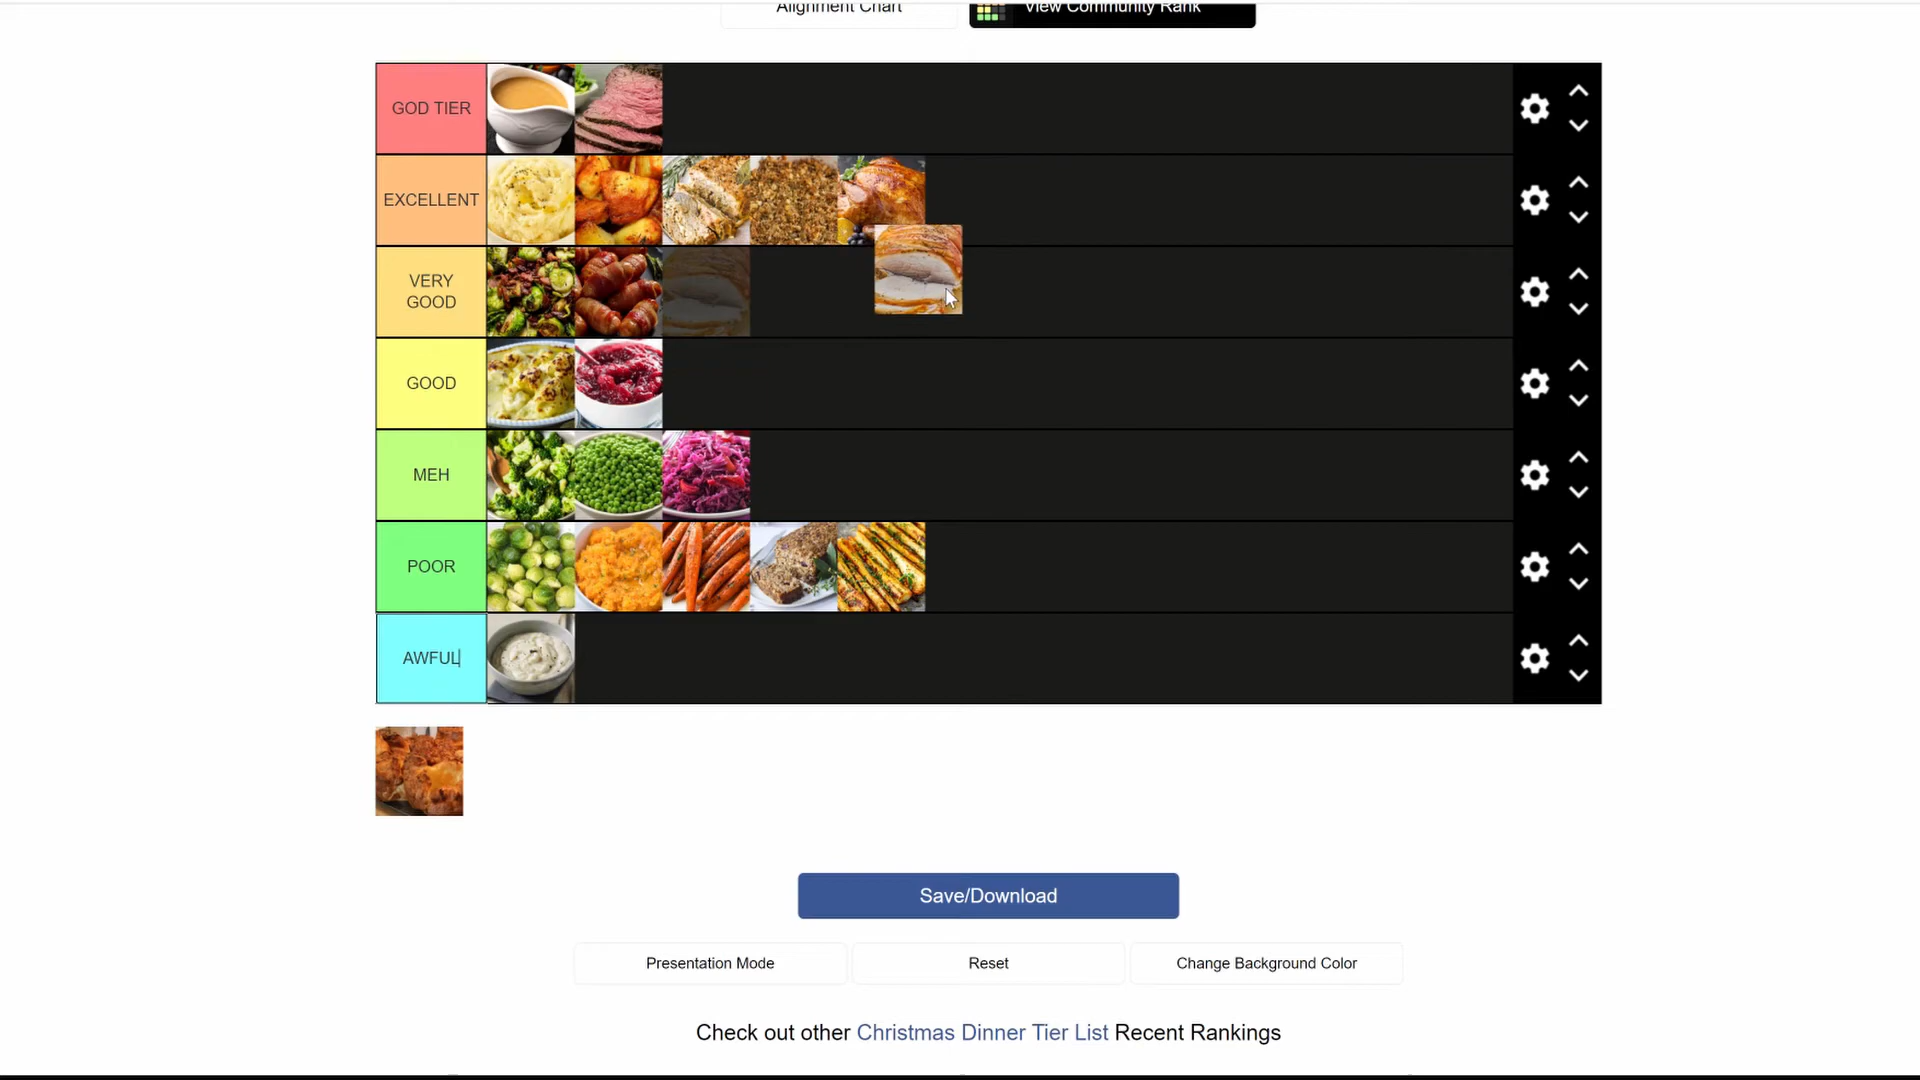 Alignment Chart
View Community Rank
GOD TIER
EXCELLENT
VERY
GOOD
GOOD
MEH
POOR
AWFUL
Save/Download
Presentation Mode
Reset
Change Background Color
Check out other Christmas Dinner Tier List Recent Rankings